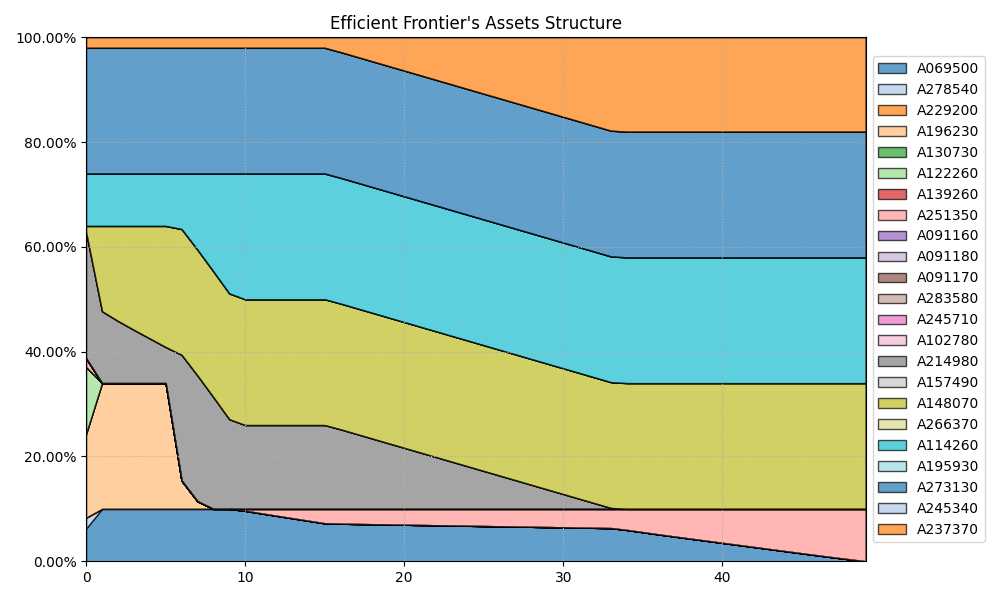 Efficient Frontier's Assets Structure
100.00%
80.00%
60.00%
40.00%
20.00%
0.00%
0
10
20
30
40
A069500
A278540
A229200
A196230
A130730
A122260
A139260
A251350
A091160
A091180
A091170
A283580
A245710
A102780
A214980
A157490
A148070
A266370
A114260
A195930
A273130
A245340
A237370